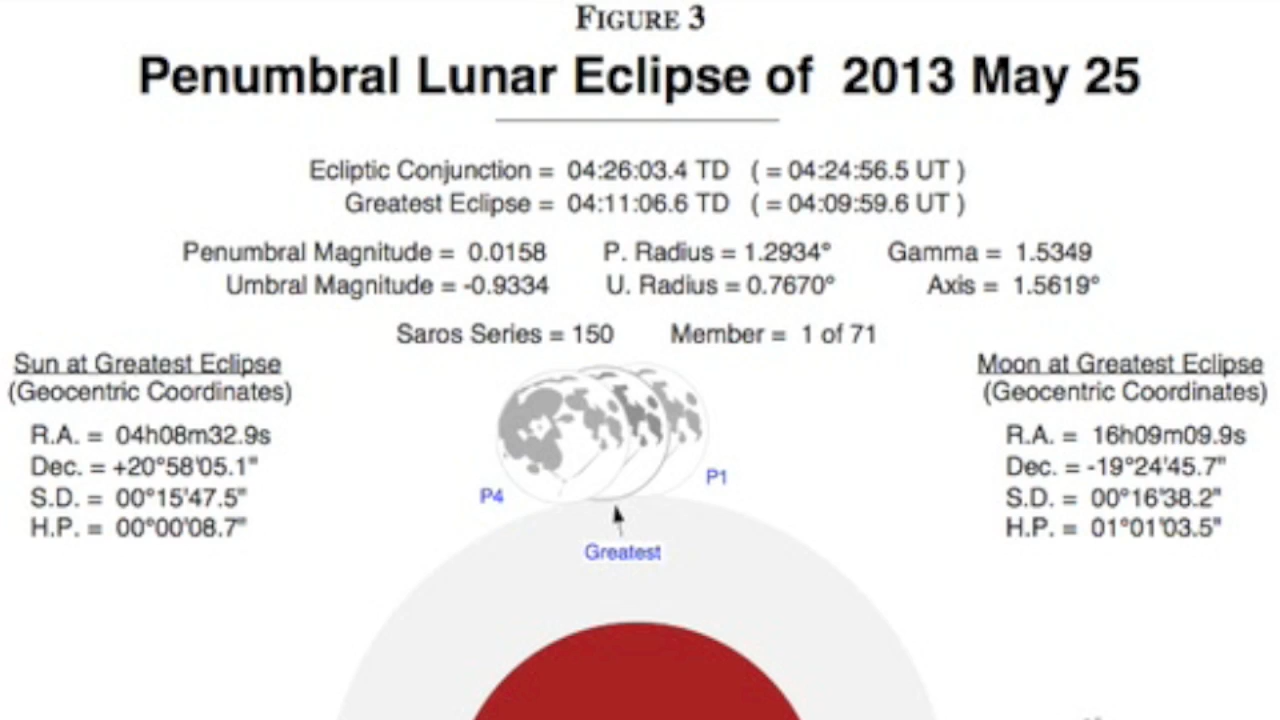 FIGURE 3
Penumbral Lunar Eclipse of 2013 May 25
Ecliptic Conjunction = 04:26:03.4 TD ( = 04:24:56.5 UT )
Greatest Eclipse = 04:11:06.6 TD ( = 04:09:59.6 UT )
Penumbral Magnitude = 0.0158 P. Radius = 1.2934° Gamma = 1.5349
Umbral Magnitude = -0.9334 U. Radius = 0.7670° Axis = 1.5619°
Saros Series = 150 Member = 1 of 71
Sun at Greatest Eclipse
(Geocentric Coordinates)
R.A. = 04h08m32.9s
Dec. = +20°58'05.1"
S.D. = 00°15'47.5"
H.P. = 00°00'08.7"
Moon at Greatest Eclipse
(Geocentric Coordinates)
R.A. = 16h09m09.9s
Dec. = -19°24'45.7"
S.D. = 00°16'38.2"
H.P. = 01°01'03.5"
P4
P1
Greatest